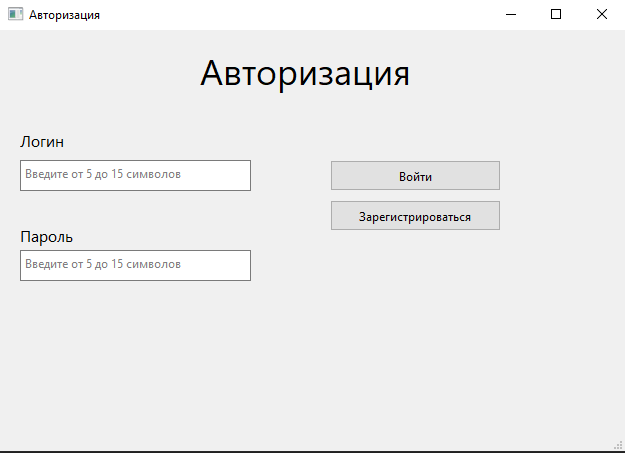 Авторизация
Авторизация
Логин
Введите от 5 до 15 символов
Войти
Зарегистрироваться
Пароль
Введите от 5 до 15 символов